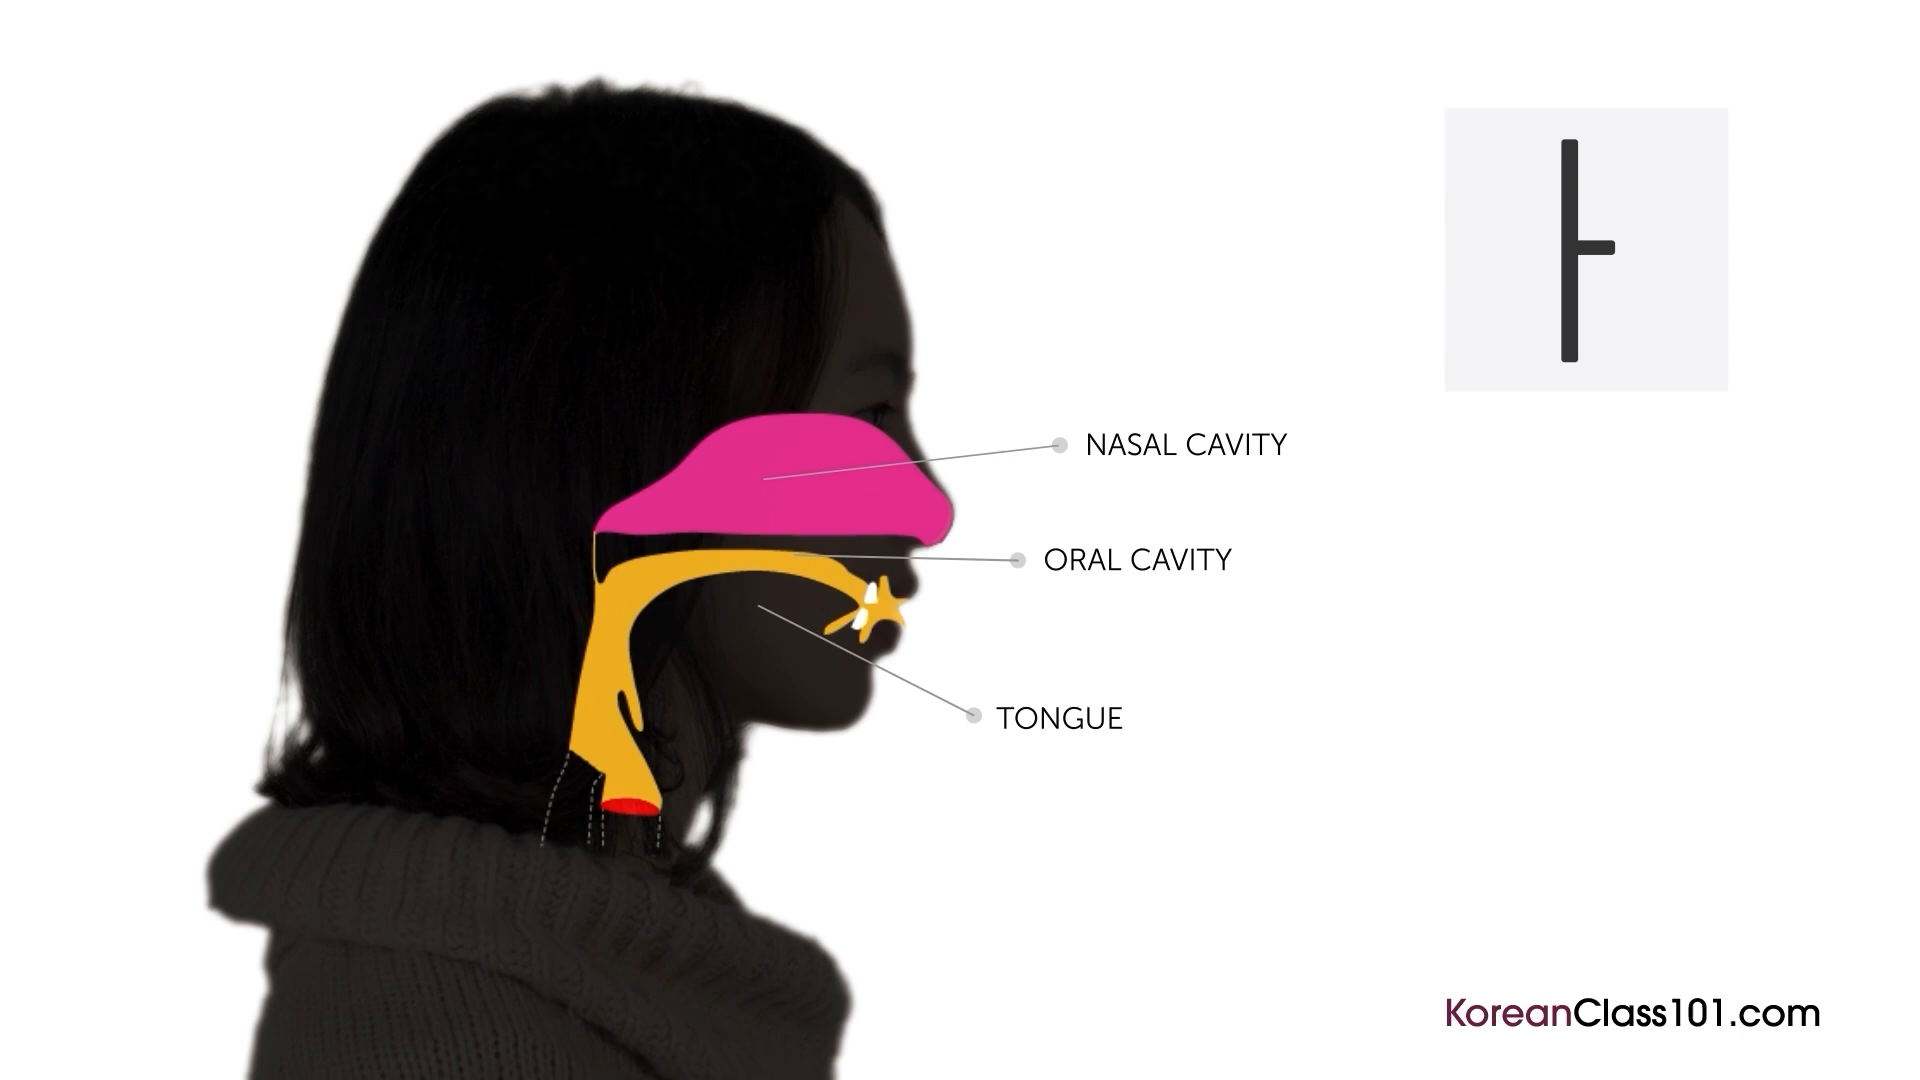 ㅏ
NASAL CAVITY
ORAL CAVITY
TONGUE
KoreanClass101.com